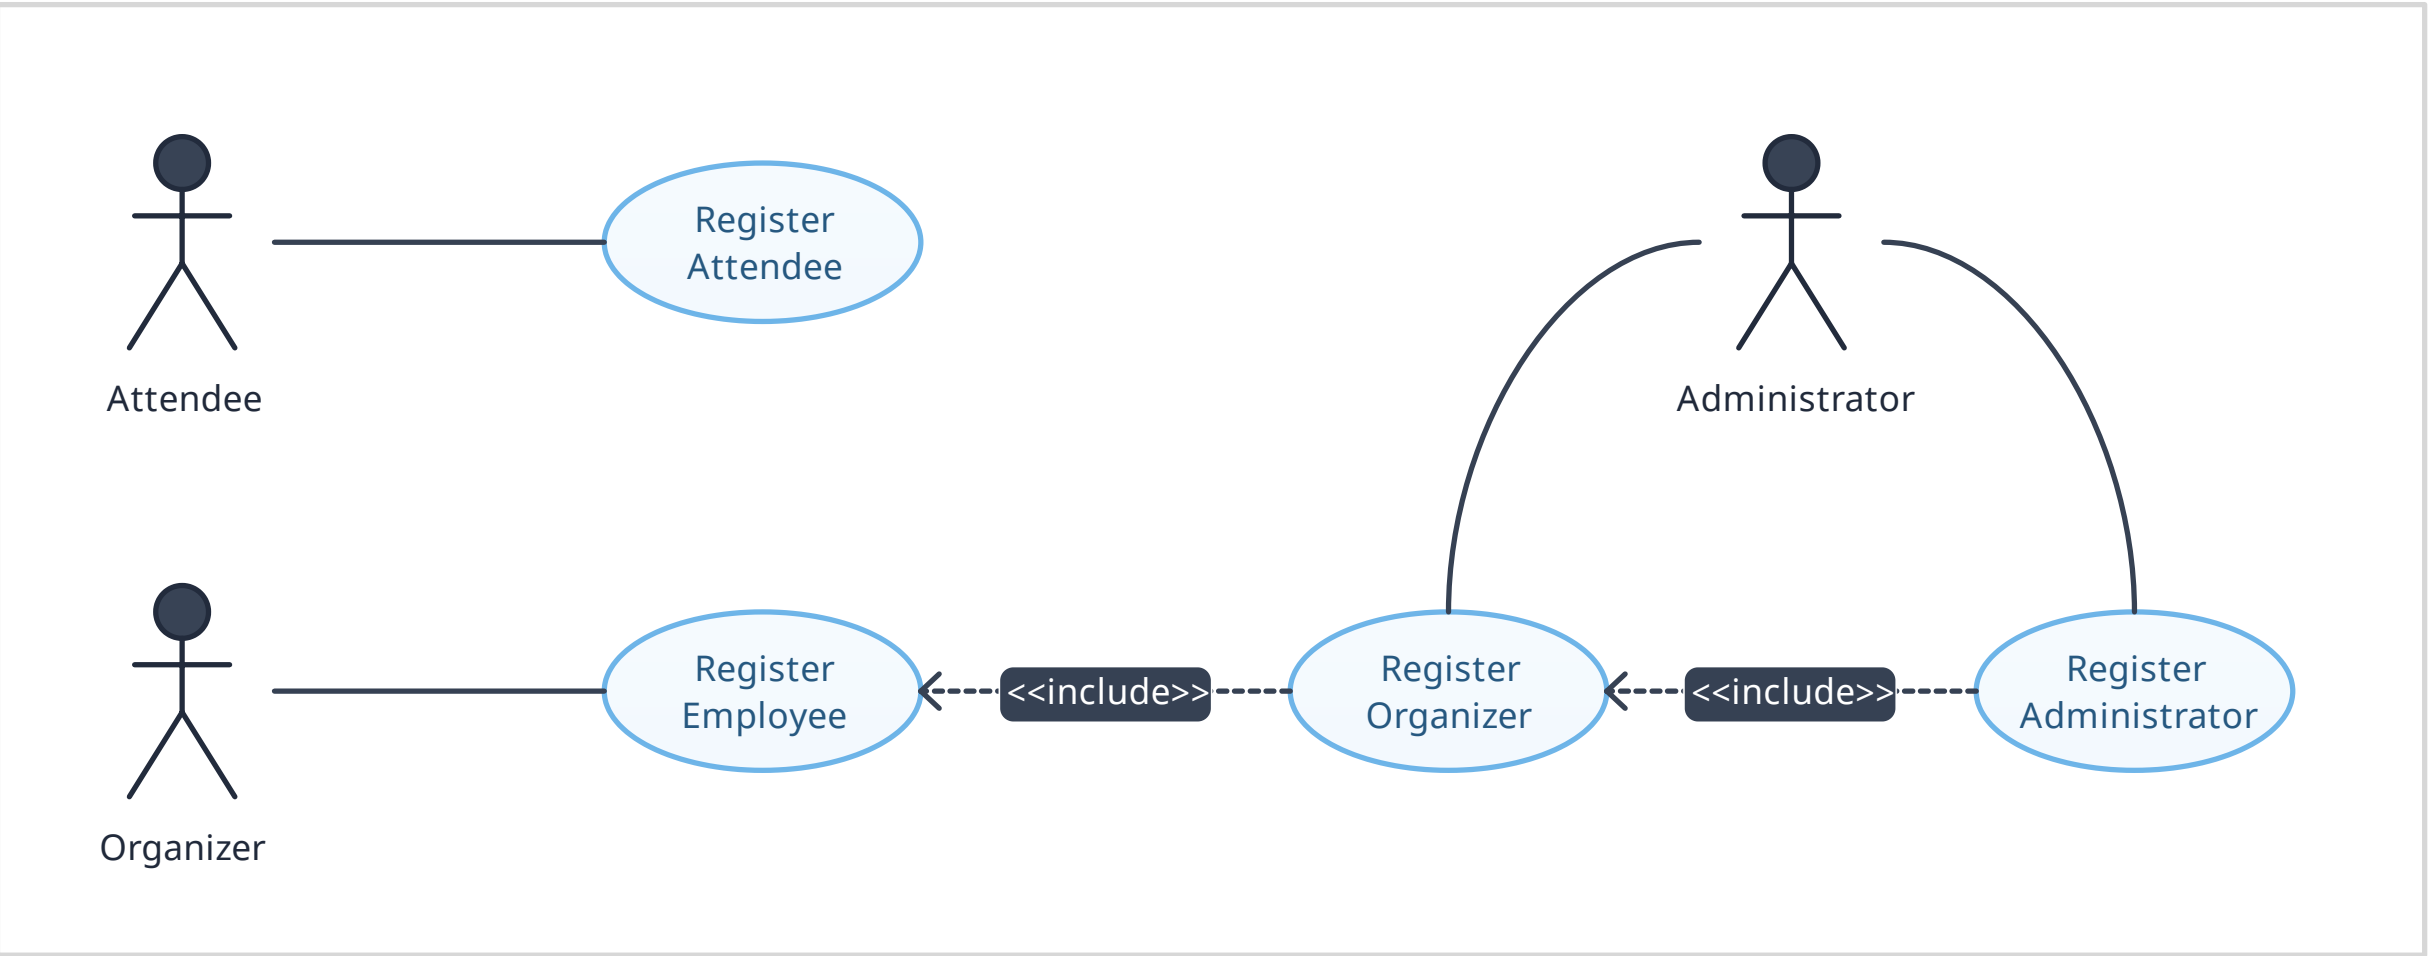 Register
Attendee
Attendee
Administrator
Register
Employee
<<include>>
Register
Organizer
<<include>>
Register
Administrator
Organizer